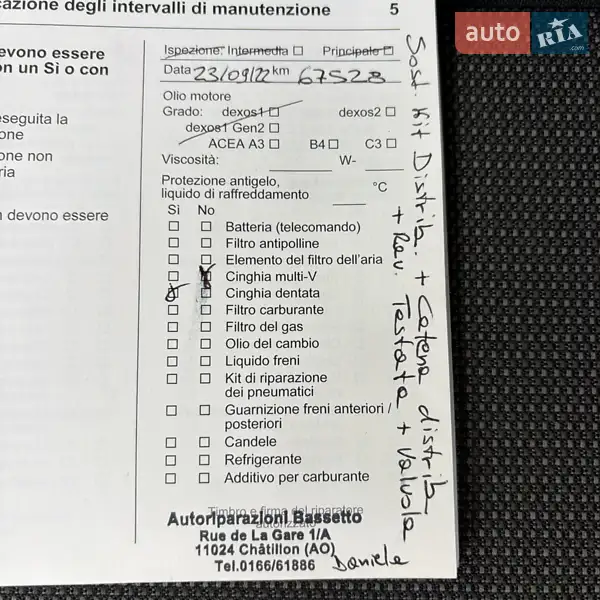 cazione degli intervalli di manutenzione 5
evono essere
on un Sì o con
eseguita la
one
one non
ria
n devono essere
Ispezione: Intermedia ☐ Principale ☐
Data 23/09/22 km 67528
Olio motore
Grado: dexos1 ☐ dexos2 ☐
dexos1 Gen2 ☐
ACEA A3 ☐ B4 ☐ C3 ☐
Viscosità: W-
Protezione antigelo,
liquido di raffreddamento °C
Sì No
☐ ☐ Batteria (telecomando)
☐ ☐ Filtro antipolline
☐ ☐ Elemento del filtro dell'aria
☐ ☐ Cinghia multi-V
☐ ☐ Cinghia dentata
☐ ☐ Filtro carburante
☐ ☐ Filtro del gas
☐ ☐ Olio del cambio
☐ ☐ Liquido freni
☐ ☐ Kit di riparazione
dei pneumatici
☐ ☐ Guarnizione freni anteriori /
posteriori
☐ ☐ Candele
☐ ☐ Refrigerante
☐ ☐ Additivo per carburante
Timbro e firma del riparatore
autorizzato
Autoriparazioni Bassetto
Rue de La Gare 1/A
11024 Châtillon (AO)
Tel.0166/61886
Daniele
Sost. Kit Distrib. + Catena distrib
+ Rev. Testata + Valvola
auto RIA .com